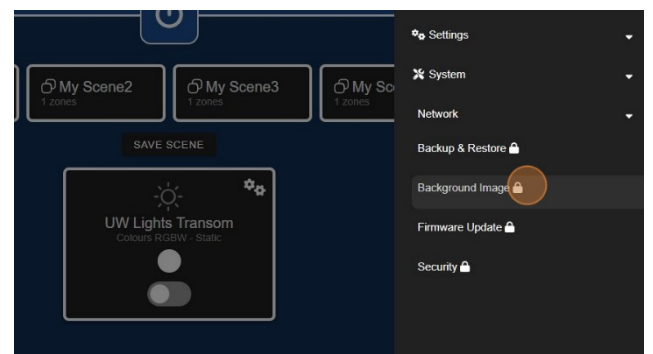 Settings
System
My Scene2
1 zones
My Scene3
1 zones
My Sc
1 zones
SAVE SCENE
UW Lights Transom
Colours RGBW - Static
Network
Backup & Restore
Background Image
Firmware Update
Security